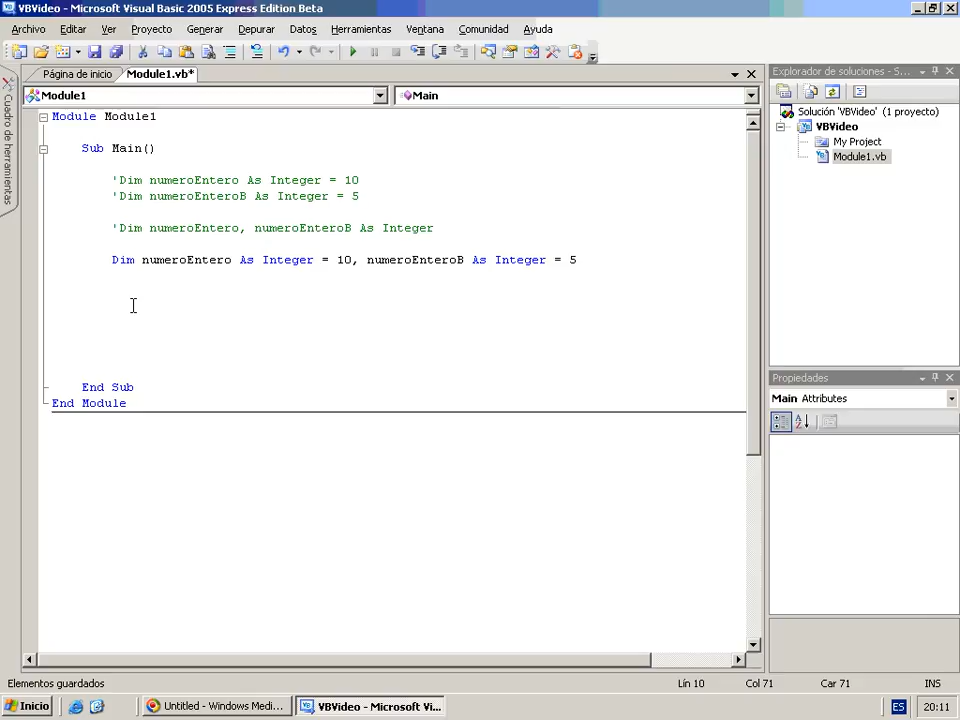 VBVideo - Microsoft Visual Basic 2005 Express Edition Beta
Archivo Editar Ver Proyecto Generar Depurar Datos Herramientas Ventana Comunidad Ayuda
Página de inicio Module1.vb*
Explorador de soluciones - S...
Cuadro de herramientas
Module1 Main
Module Module1
Sub Main()
'Dim numeroEntero As Integer = 10
'Dim numeroEnteroB As Integer = 5
'Dim numeroEntero, numeroEnteroB As Integer
Dim numeroEntero As Integer = 10, numeroEnteroB As Integer = 5
End Sub
End Module
Solución 'VBVideo' (1 proyecto)
VBVideo
My Project
Module1.vb
Propiedades
Main Attributes
Elementos guardados Lín 10 Col 71 Car 71 INS
Inicio Untitled - Windows Medi... VBVideo - Microsoft Vi... ES 20:11